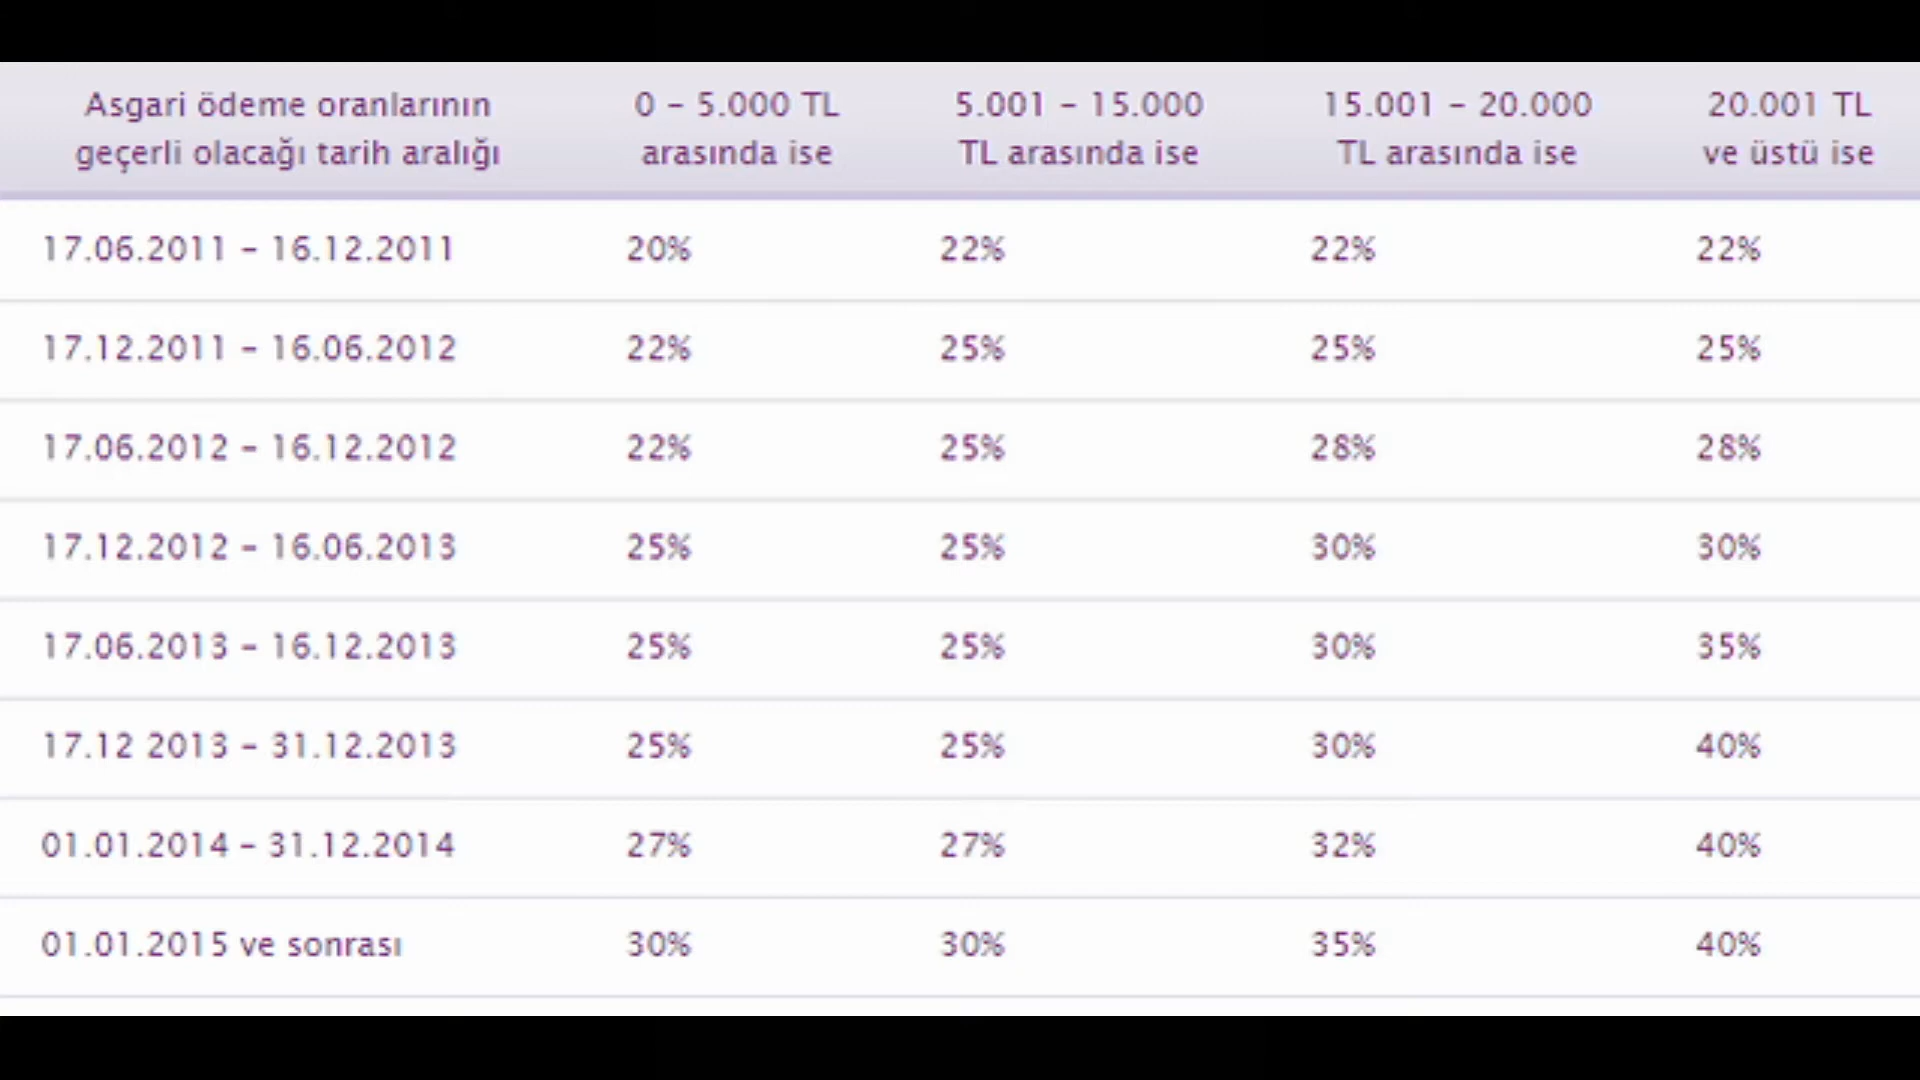 Asgari ödeme oranlarının geçerli olacağı tarih aralığı 0 – 5.000 TL arasında ise 5.001 – 15.000 TL arasında ise 15.001 – 20.000 TL arasında ise 20.001 TL ve üstü ise
17.06.2011 – 16.12.2011 20% 22% 22% 22%
17.12.2011 – 16.06.2012 22% 25% 25% 25%
17.06.2012 – 16.12.2012 22% 25% 28% 28%
17.12.2012 – 16.06.2013 25% 25% 30% 30%
17.06.2013 – 16.12.2013 25% 25% 30% 35%
17.12 2013 – 31.12.2013 25% 25% 30% 40%
01.01.2014 – 31.12.2014 27% 27% 32% 40%
01.01.2015 ve sonrası 30% 30% 35% 40%